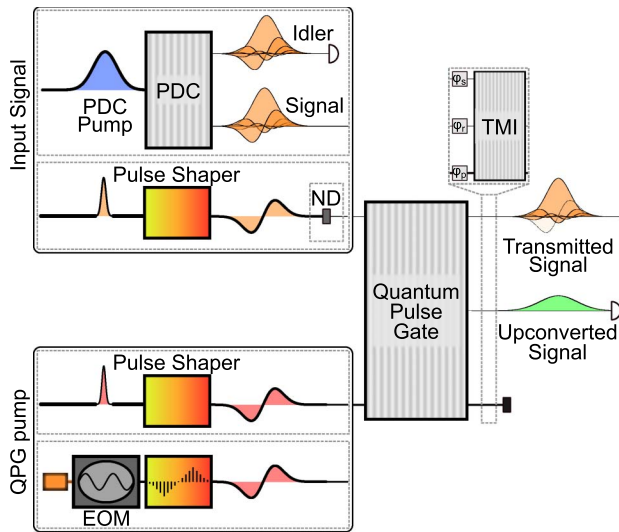 Input Signal
Idler
PDC
PDC
Pump
Signal
Pulse Shaper
ND
φs
φr
φp
TMI
Quantum
Pulse
Gate
Transmitted
Signal
Upconverted
Signal
QPG pump
Pulse Shaper
EOM